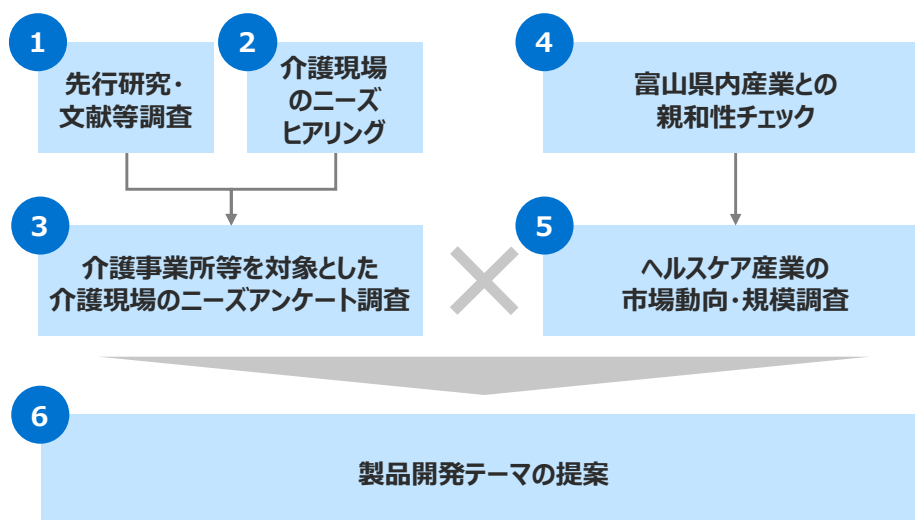 1
先行研究・
文献等調査
2
介護現場
のニーズ
ヒアリング
4
富山県内産業との
親和性チェック
3
介護事業所等を対象とした
介護現場のニーズアンケート調査
5
ヘルスケア産業の
市場動向・規模調査
6
製品開発テーマの提案